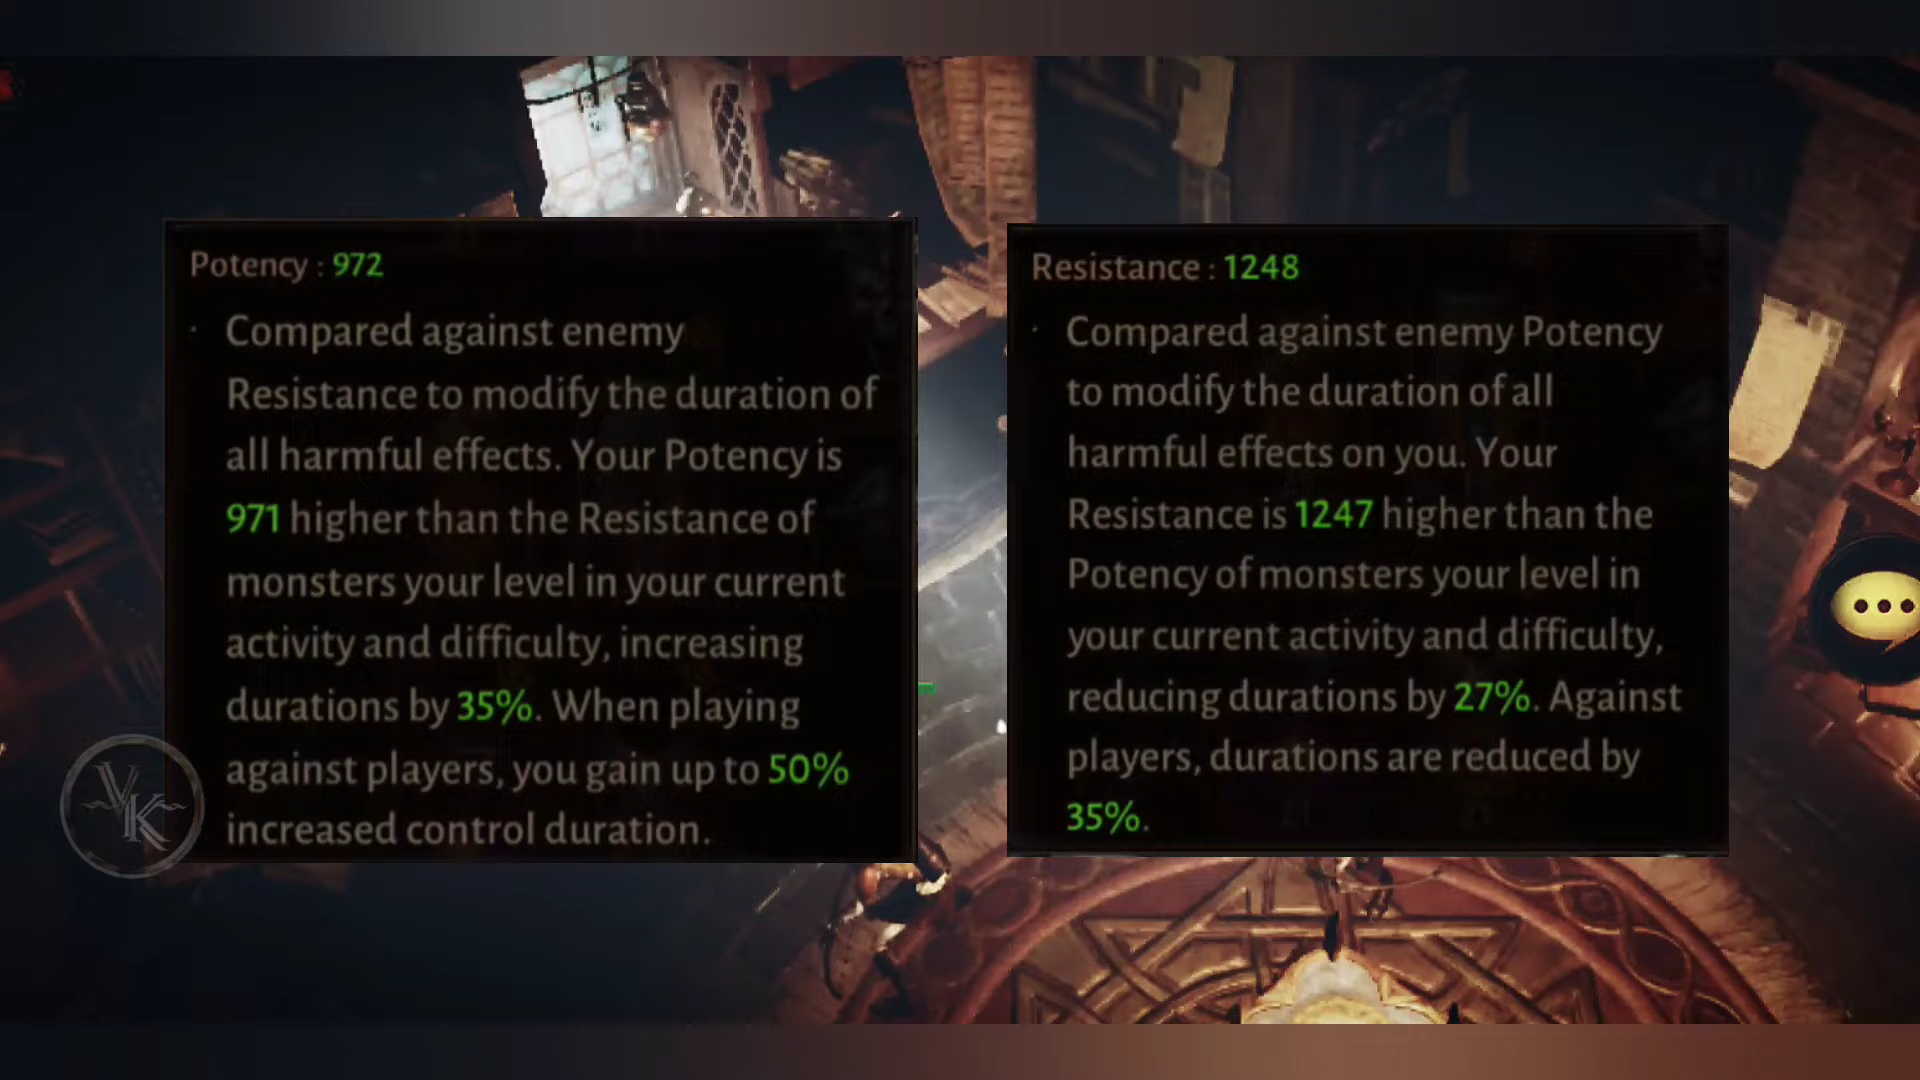 Potency : 972
· Compared against enemy
Resistance to modify the duration of
all harmful effects. Your Potency is
971 higher than the Resistance of
monsters your level in your current
activity and difficulty, increasing
durations by 35%. When playing
against players, you gain up to 50%
increased control duration.
Resistance : 1248
· Compared against enemy Potency
to modify the duration of all
harmful effects on you. Your
Resistance is 1247 higher than the
Potency of monsters your level in
your current activity and difficulty,
reducing durations by 27%. Against
players, durations are reduced by
35%.
VK